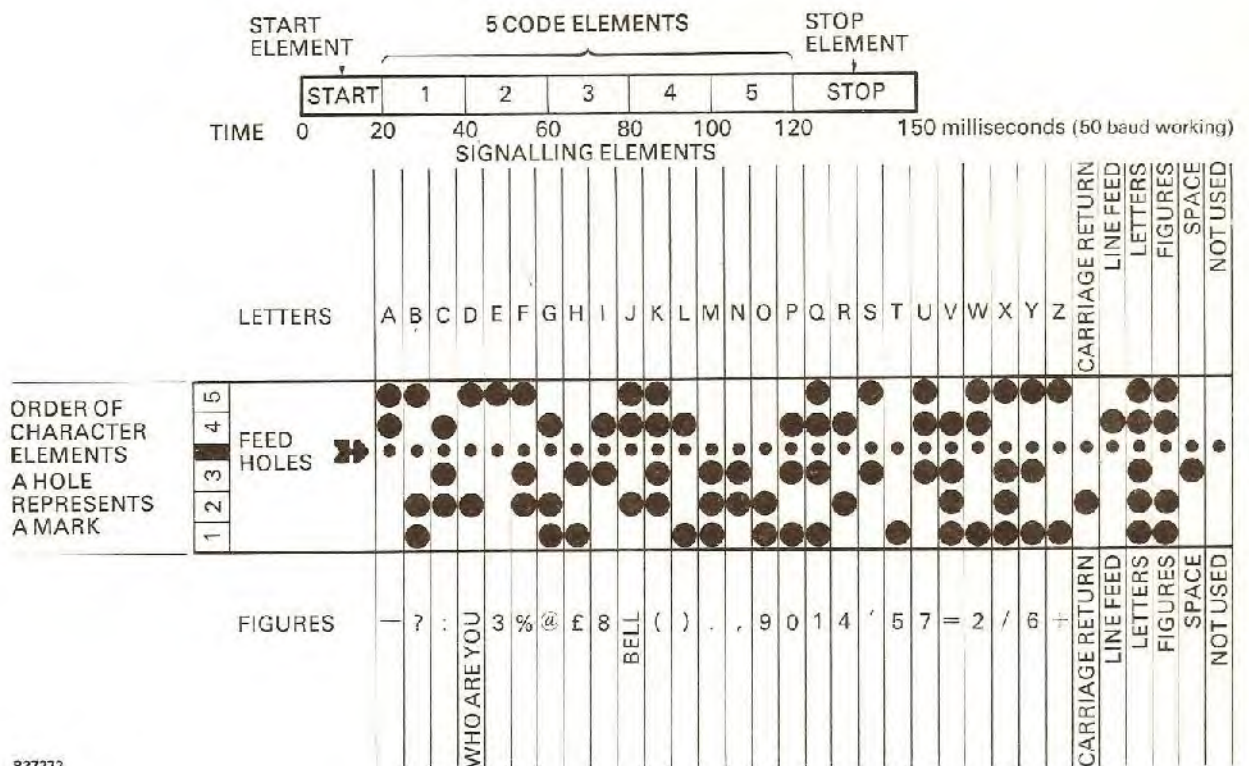 START ELEMENT
5 CODE ELEMENTS
STOP ELEMENT
START 1 2 3 4 5 STOP
TIME 0 20 40 60 80 100 120 150 milliseconds (50 baud working)
SIGNALLING ELEMENTS
LETTERS A B C D E F G H I J K L M N O P Q R S T U V W X Y Z CARRIAGE RETURN LINE FEED LETTERS FIGURES SPACE NOT USED
ORDER OF
CHARACTER
ELEMENTS
A HOLE
REPRESENTS
A MARK
5
4
3
2
1
FEED
HOLES
FIGURES — ? : WHO ARE YOU 3 % @ £ 8 BELL ( ) . , 9 0 1 4 ' 5 7 = 2 / 6 + CARRIAGE RETURN LINE FEED LETTERS FIGURES SPACE NOT USED